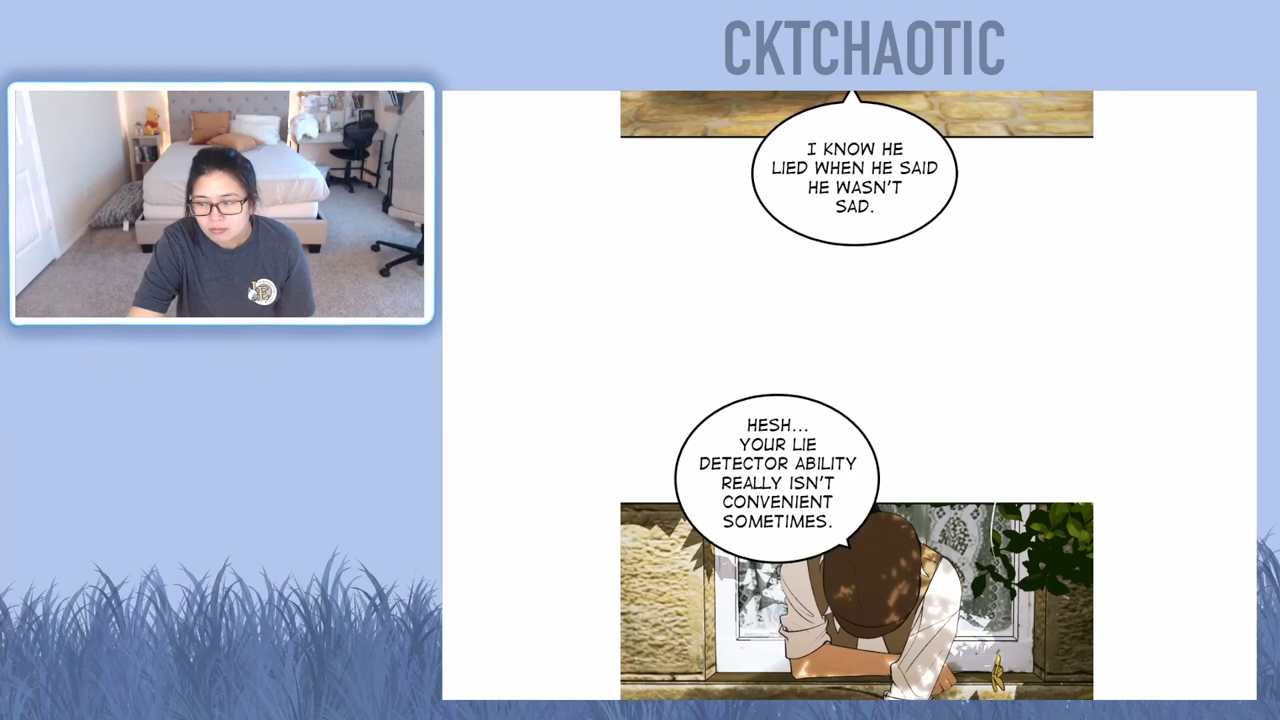 CKTCHAOTIC
I KNOW HE
LIED WHEN HE SAID
HE WASN'T
SAD.
HESH...
YOUR LIE
DETECTOR ABILITY
REALLY ISN'T
CONVENIENT
SOMETIMES.